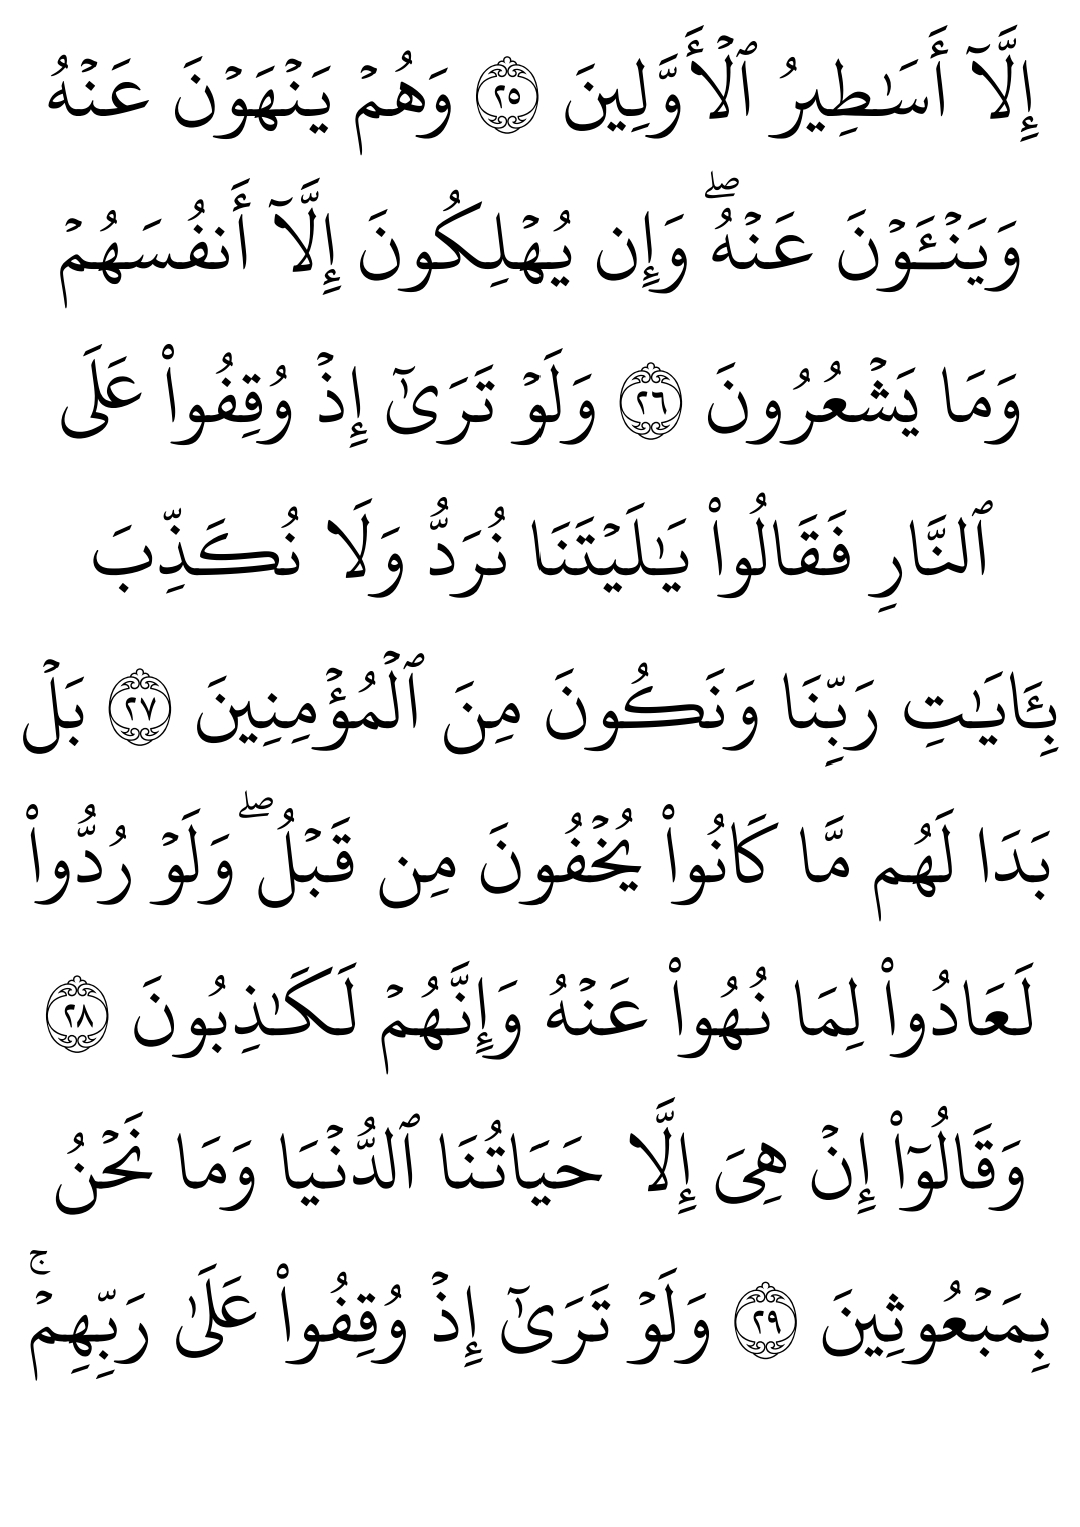 إِلَّآ أَسَـٰطِيرُ ٱلۡأَوَّلِينَ ٢٥ وَهُمۡ يَنۡهَوۡنَ عَنۡهُ
وَيَنۡـَٔوۡنَ عَنۡهُۖ وَإِن يُهۡلِكُونَ إِلَّآ أَنفُسَهُمۡ
وَمَا يَشۡعُرُونَ ٢٦ وَلَوۡ تَرَىٰٓ إِذۡ وُقِفُواْ عَلَى
ٱلنَّارِ فَقَالُواْ يَـٰلَيۡتَنَا نُرَدُّ وَلَا نُكَذِّبَ
بِـَٔايَـٰتِ رَبِّنَا وَنَكُونَ مِنَ ٱلۡمُؤۡمِنِينَ ٢٧ بَلۡ
بَدَا لَهُم مَّا كَانُواْ يُخۡفُونَ مِن قَبۡلُۖ وَلَوۡ رُدُّواْ
لَعَادُواْ لِمَا نُهُواْ عَنۡهُ وَإِنَّهُمۡ لَكَـٰذِبُونَ ٢٨
وَقَالُوٓاْ إِنۡ هِىَ إِلَّا حَيَاتُنَا ٱلدُّنۡيَا وَمَا نَحۡنُ
بِمَبۡعُوثِينَ ٢٩ وَلَوۡ تَرَىٰٓ إِذۡ وُقِفُواْ عَلَىٰ رَبِّهِمۡۚ